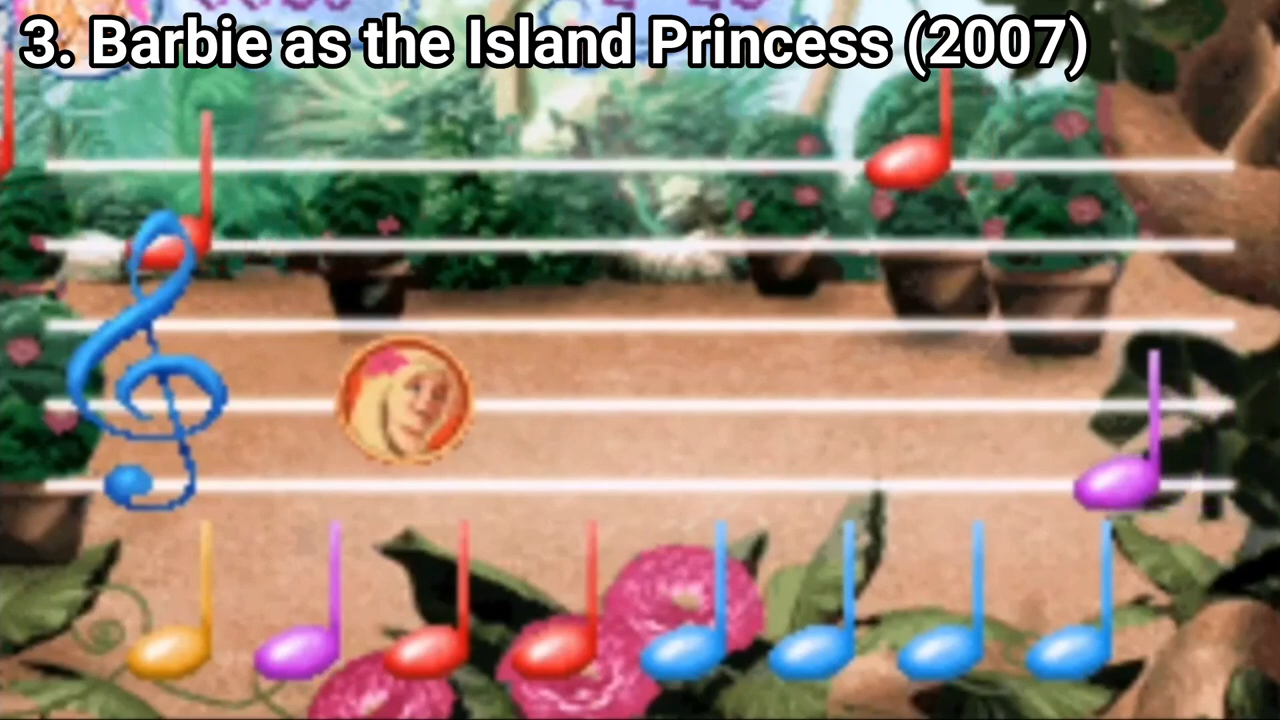 3. Barbie as the Island Princess (2007)